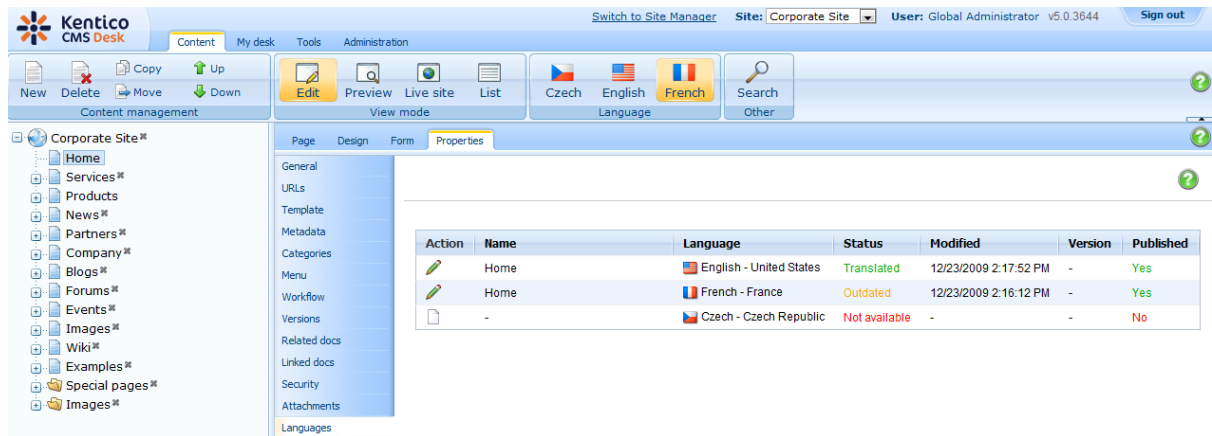 Kentico
CMS Desk
Switch to Site Manager Site: Corporate Site User: Global Administrator v5.0.3644 Sign out
Content My desk Tools Administration
New Delete Copy Move Up Down
Content management
Edit Preview Live site List
View mode
Czech English French
Language
Search
Other
Corporate Site
Home
Services
Products
News
Partners
Company
Blogs
Forums
Events
Images
Wiki
Examples
Special pages
Images
Page Design Form Properties
General
URLs
Template
Metadata
Categories
Menu
Workflow
Versions
Related docs
Linked docs
Security
Attachments
Languages
Action Name Language Status Modified Version Published
Home English - United States Translated 12/23/2009 2:17:52 PM - Yes
Home French - France Outdated 12/23/2009 2:16:12 PM - Yes
- Czech - Czech Republic Not available - - No